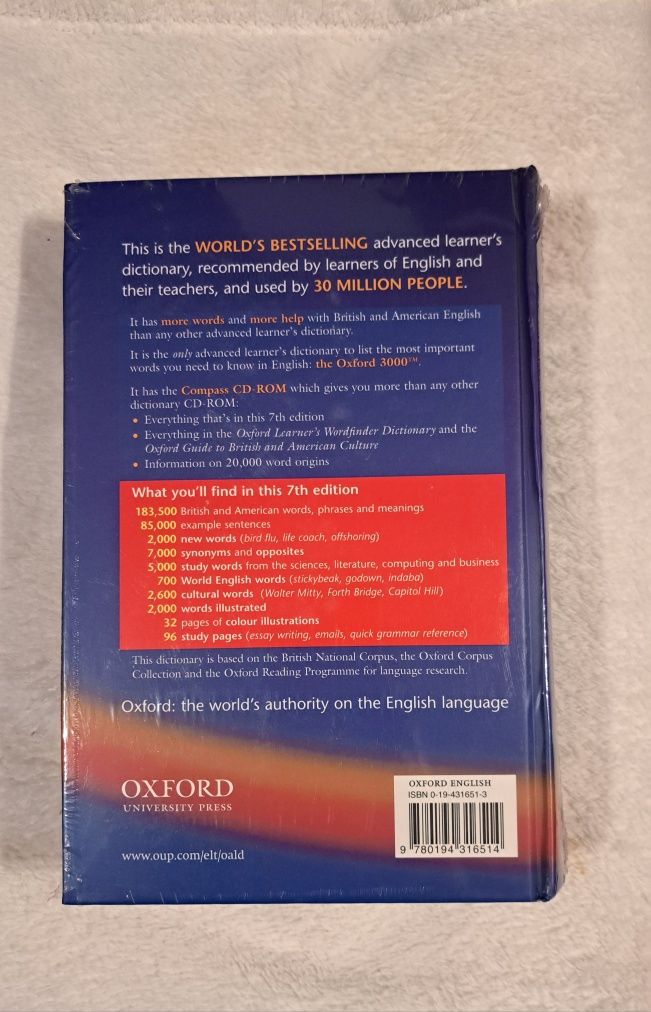 This is the WORLD'S BESTSELLING advanced learner's
dictionary, recommended by learners of English and
their teachers, and used by 30 MILLION PEOPLE.
It has more words and more help with British and American English
than any other advanced learner's dictionary.
It is the only advanced learner's dictionary to list the most important
words you need to know in English: the Oxford 3000™.
It has the Compass CD-ROM which gives you more than any other
dictionary CD-ROM:
• Everything that's in this 7th edition
• Everything in the Oxford Learner's Wordfinder Dictionary and the
Oxford Guide to British and American Culture
• Information on 20,000 word origins
What you'll find in this 7th edition
183,500 British and American words, phrases and meanings
85,000 example sentences
2,000 new words (bird flu, life coach, offshoring)
7,000 synonyms and opposites
5,000 study words from the sciences, literature, computing and business
700 World English words (stickybeak, godown, indaba)
2,600 cultural words (Walter Mitty, Forth Bridge, Capitol Hill)
2,000 words illustrated
32 pages of colour illustrations
96 study pages (essay writing, emails, quick grammar reference)
This dictionary is based on the British National Corpus, the Oxford Corpus
Collection and the Oxford Reading Programme for language research.
Oxford: the world's authority on the English language
OXFORD
UNIVERSITY PRESS
www.oup.com/elt/oald
OXFORD ENGLISH
ISBN 0-19-431651-3
9 780194 316514